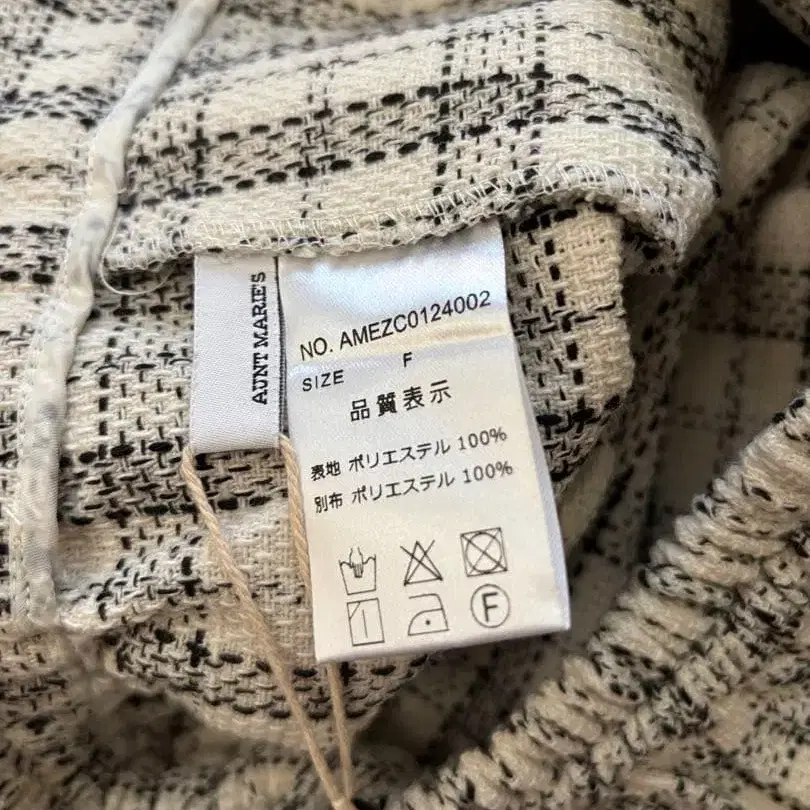 AUNT MARIE'S
NO. AMEZC0124002
SIZE F
品質表示
表地 ポリエステル 100%
別布 ポリエステル 100%
F